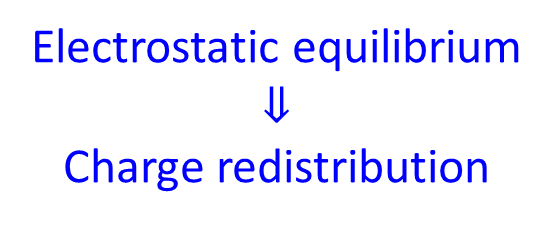 Electrostatic equilibrium
⇓
Charge redistribution